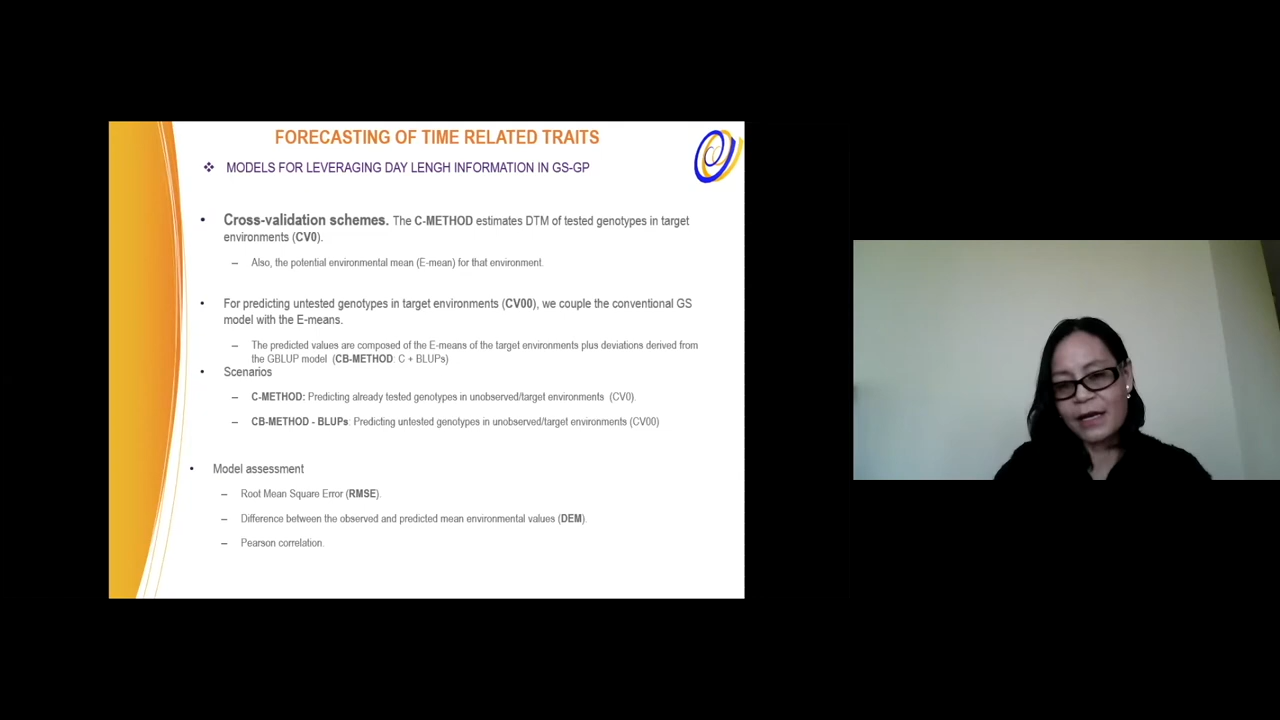 FORECASTING OF TIME RELATED TRAITS
❖ MODELS FOR LEVERAGING DAY LENGH INFORMATION IN GS-GP
• Cross-validation schemes. The C-METHOD estimates DTM of tested genotypes in target
environments (CV0).
– Also, the potential environmental mean (E-mean) for that environment.
• For predicting untested genotypes in target environments (CV00), we couple the conventional GS
model with the E-means.
– The predicted values are composed of the E-means of the target environments plus deviations derived from
the GBLUP model (CB-METHOD: C + BLUPs)
• Scenarios
– C-METHOD: Predicting already tested genotypes in unobserved/target environments (CV0).
– CB-METHOD - BLUPs: Predicting untested genotypes in unobserved/target environments (CV00)
• Model assessment
– Root Mean Square Error (RMSE).
– Difference between the observed and predicted mean environmental values (DEM).
– Pearson correlation.